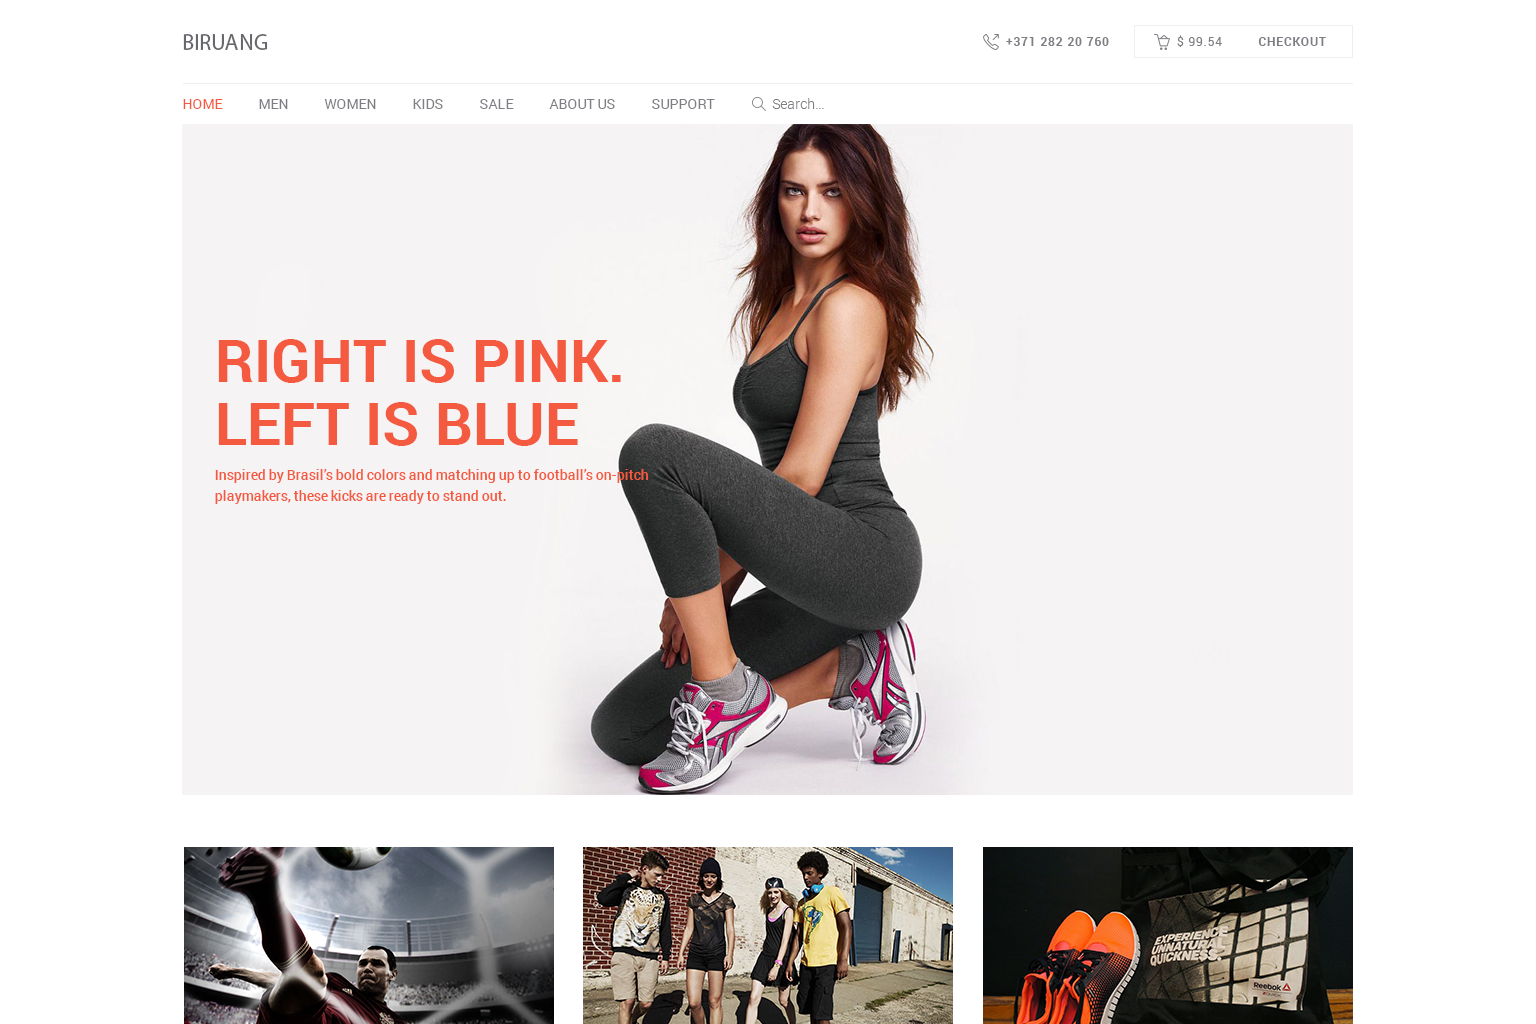 BIRUANG
+371 282 20 760
$ 99.54
CHECKOUT
HOME MEN WOMEN KIDS SALE ABOUT US SUPPORT Search...
RIGHT IS PINK.
LEFT IS BLUE
Inspired by Brasil's bold colors and matching up to football's on-pitch
playmakers, these kicks are ready to stand out.
EXPERIENCE
UNNATURAL
QUICKNESS.
Reebok